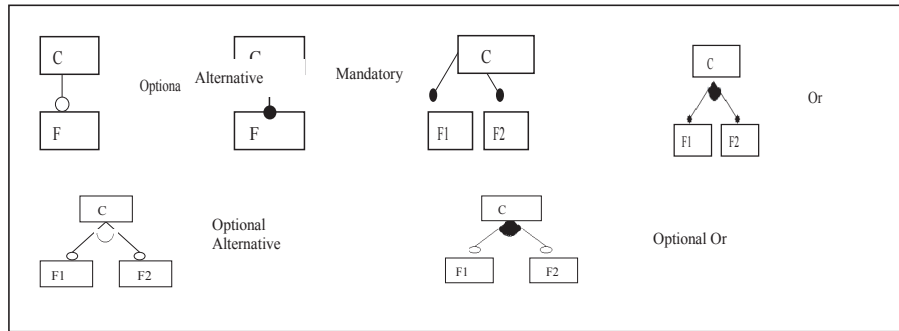 C
F
Optiona
Alternative
F
Mandatory
C
F1 F2
C
F1 F2
Or
C
F1 F2
Optional
Alternative
C
F1 F2
Optional Or